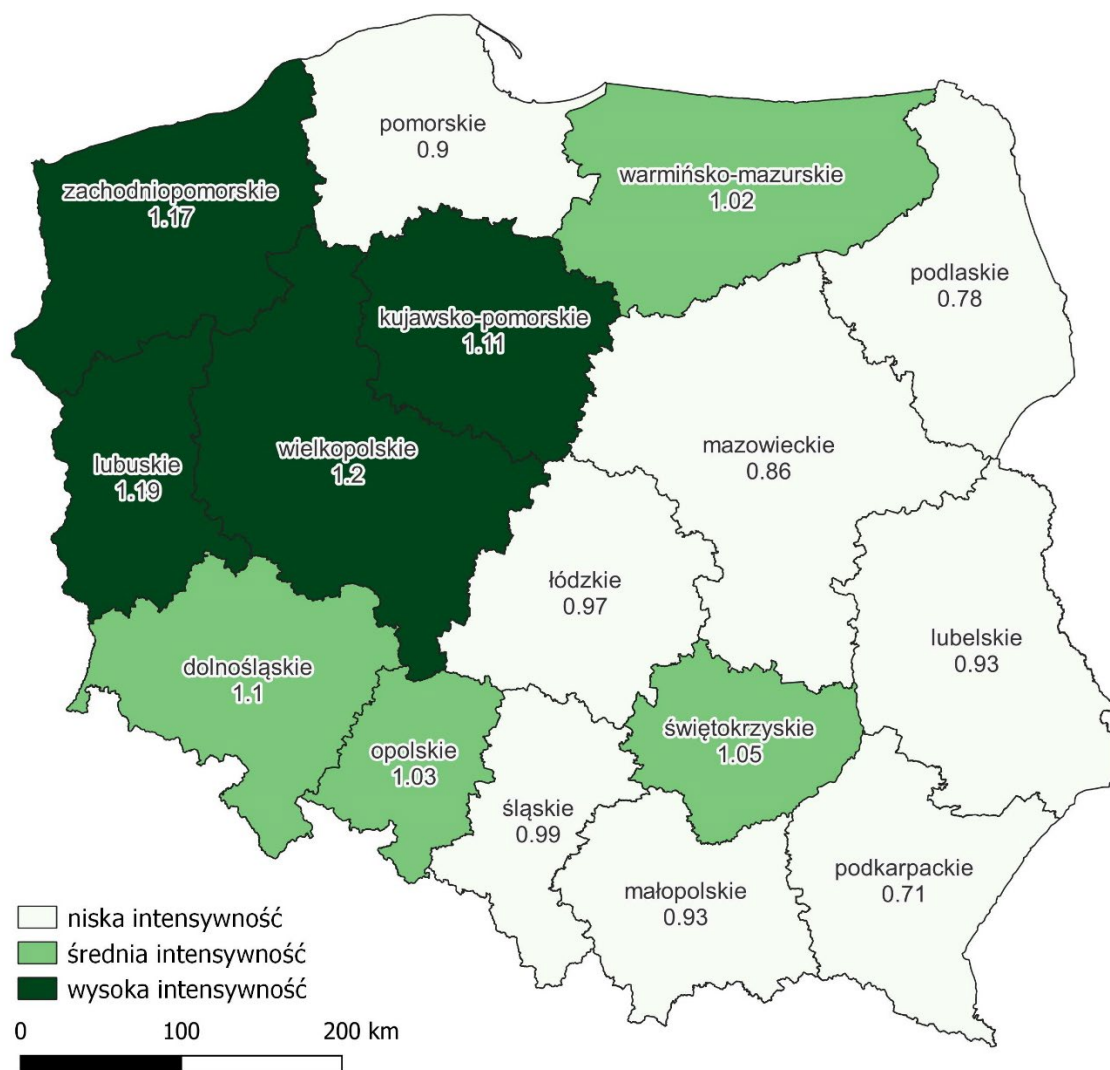 pomorskie
0.9
warmińsko-mazurskie
1.02
zachodniopomorskie
1.17
podlaskie
0.78
kujawsko-pomorskie
1.11
mazowieckie
0.86
wielkopolskie
1.2
lubuskie
1.19
łódzkie
0.97
lubelskie
0.93
dolnośląskie
1.1
świętokrzyskie
1.05
opolskie
1.03
śląskie
0.99
małopolskie
0.93
podkarpackie
0.71
niska intensywność
średnia intensywność
wysoka intensywność
0 100 200 km